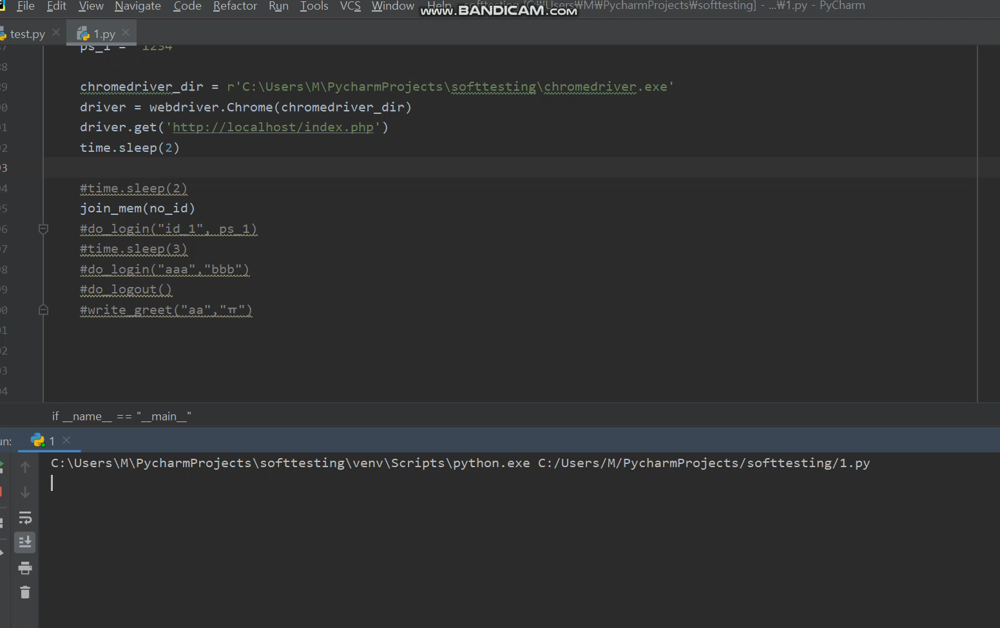 File Edit View Navigate Code Refactor Run Tools VCS Window Help softtesting [C:₩Users₩M₩PycharmProjects₩softtesting] - ...₩1.py - PyCharm
www.BANDICAM.com
test.py 1.py
ps_1 = "1234"
chromedriver_dir = r'C:\Users\M\PycharmProjects\softtesting\chromedriver.exe'
driver = webdriver.Chrome(chromedriver_dir)
driver.get('http://localhost/index.php')
time.sleep(2)
#time.sleep(2)
join_mem(no_id)
#do_login("id_1", ps_1)
#time.sleep(3)
#do_login("aaa","bbb")
#do_logout()
#write_greet("aa","ㅠ")
if __name__ == "__main__"
un: 1
C:\Users\M\PycharmProjects\softtesting\venv\Scripts\python.exe C:/Users/M/PycharmProjects/softtesting/1.py